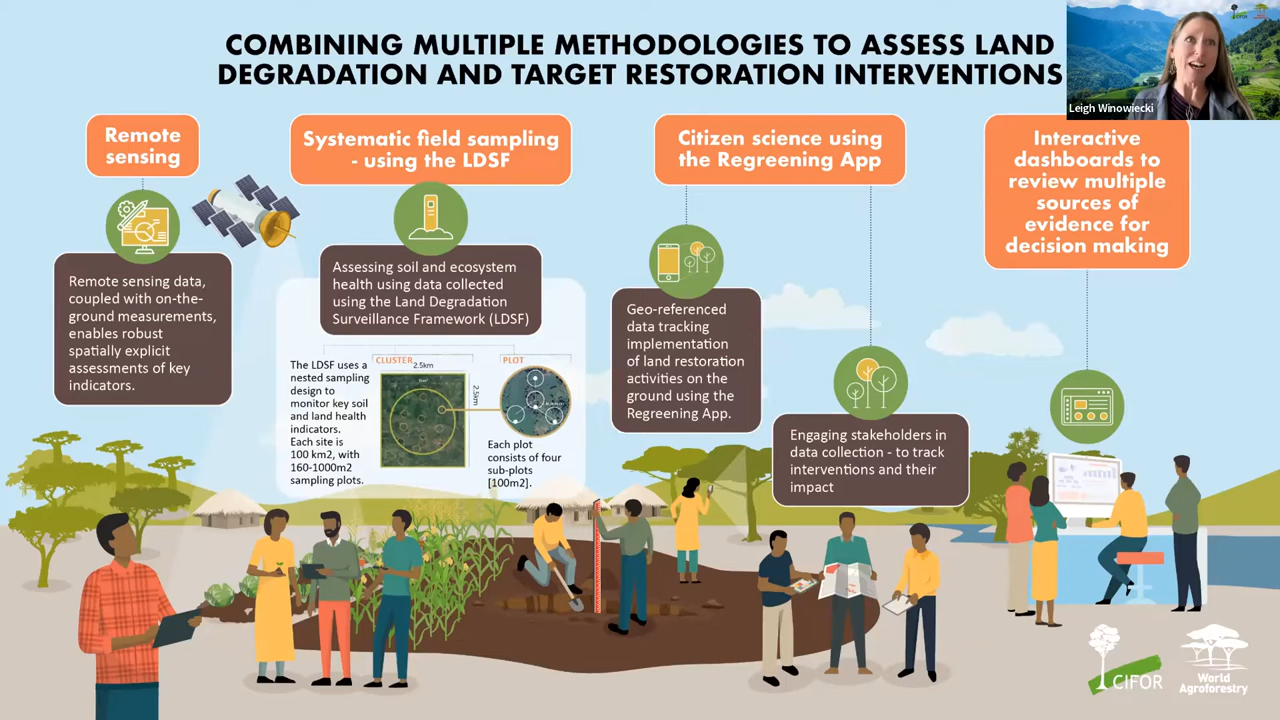 COMBINING MULTIPLE METHODOLOGIES TO ASSESS LAND
DEGRADATION AND TARGET RESTORATION INTERVENTIONS
Leigh Winowiecki
Remote
sensing
Remote sensing data,
coupled with on-the-
ground measurements,
enables robust
spatially explicit
assessments of key
indicators.
Systematic field sampling
- using the LDSF
Assessing soil and ecosystem
health using data collected
using the Land Degradation
Surveillance Framework (LDSF)
The LDSF uses a
nested sampling
design to
monitor key soil
and land health
indicators.
Each site is
100 km2, with
160-1000m2
sampling plots.
CLUSTER
2.5km
2.5km
PLOT
Each plot
consists of four
sub-plots
[100m2].
Citizen science using
the Regreening App
Geo-referenced
data tracking
implementation
of land restoration
activities on the
ground using the
Regreening App.
Engaging stakeholders in
data collection - to track
interventions and their
impact
Interactive
dashboards to
review multiple
sources of
evidence for
decision making
CIFOR
World
Agroforestry
CIFOR